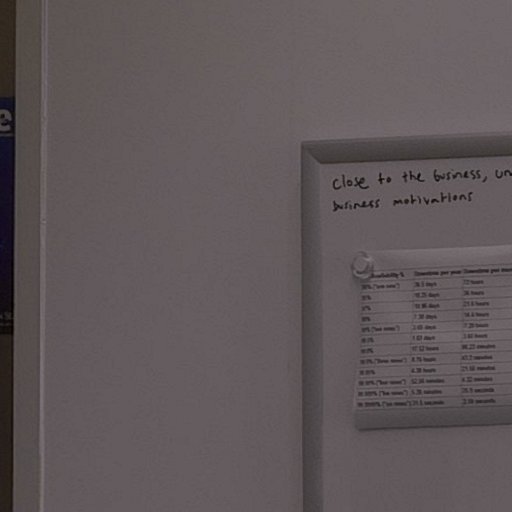 close to the business, un
business motivations
Availability % Downtime per year Downtime per mon
90% ("one nine") 36.5 days 72 hours
95% 18.25 days 36 hours
97% 10.96 days 21.6 hours
98% 7.30 days 14.4 hours
99% ("two nines") 3.65 days 7.20 hours
99.5% 1.83 days 3.60 hours
99.8% 17.52 hours 86.23 minutes
99.9% ("three nines") 8.76 hours 43.2 minutes
99.95% 4.38 hours 21.56 minutes
99.99% ("four nines") 52.56 minutes 4.32 minutes
99.999% ("five nines") 5.26 minutes 25.9 seconds
99.9999% ("six nines") 31.5 seconds 2.59 seconds